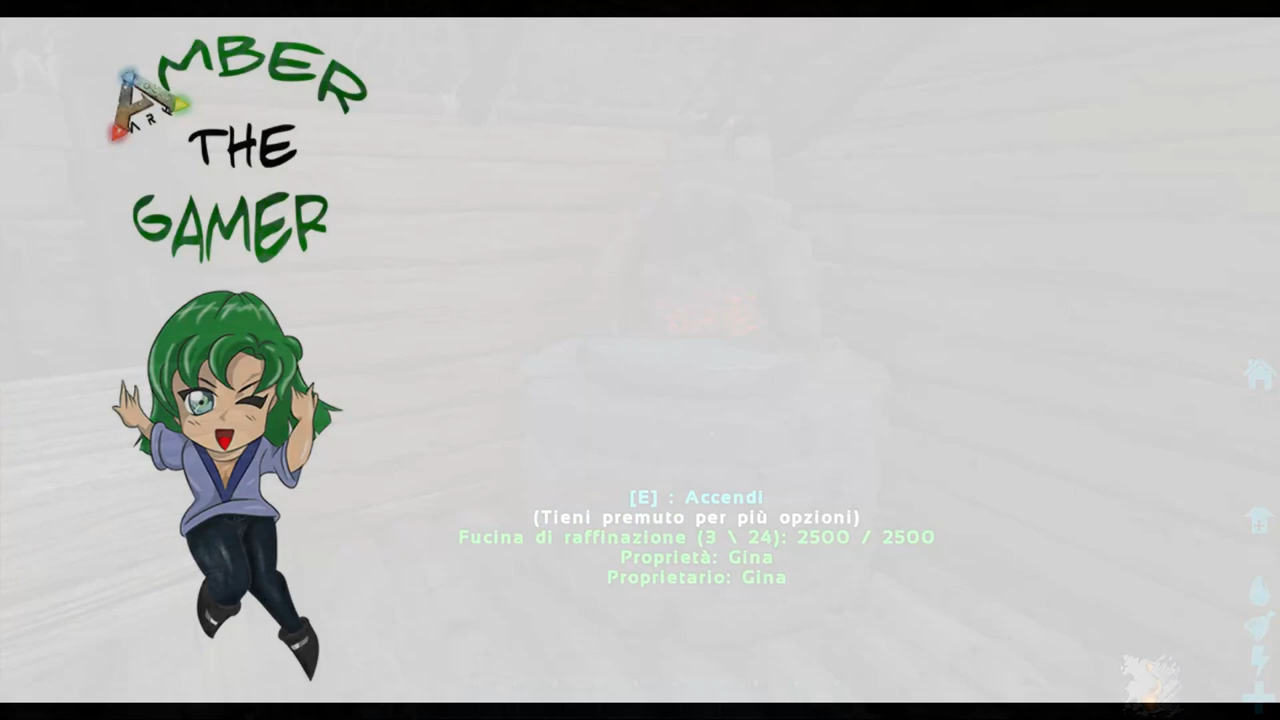 AMBER
ARK
THE
GAMER
[E] : Accendi
(Tieni premuto per più opzioni)
Fucina di raffinazione (3 \ 24): 2500 / 2500
Proprietà: Gina
Proprietario: Gina